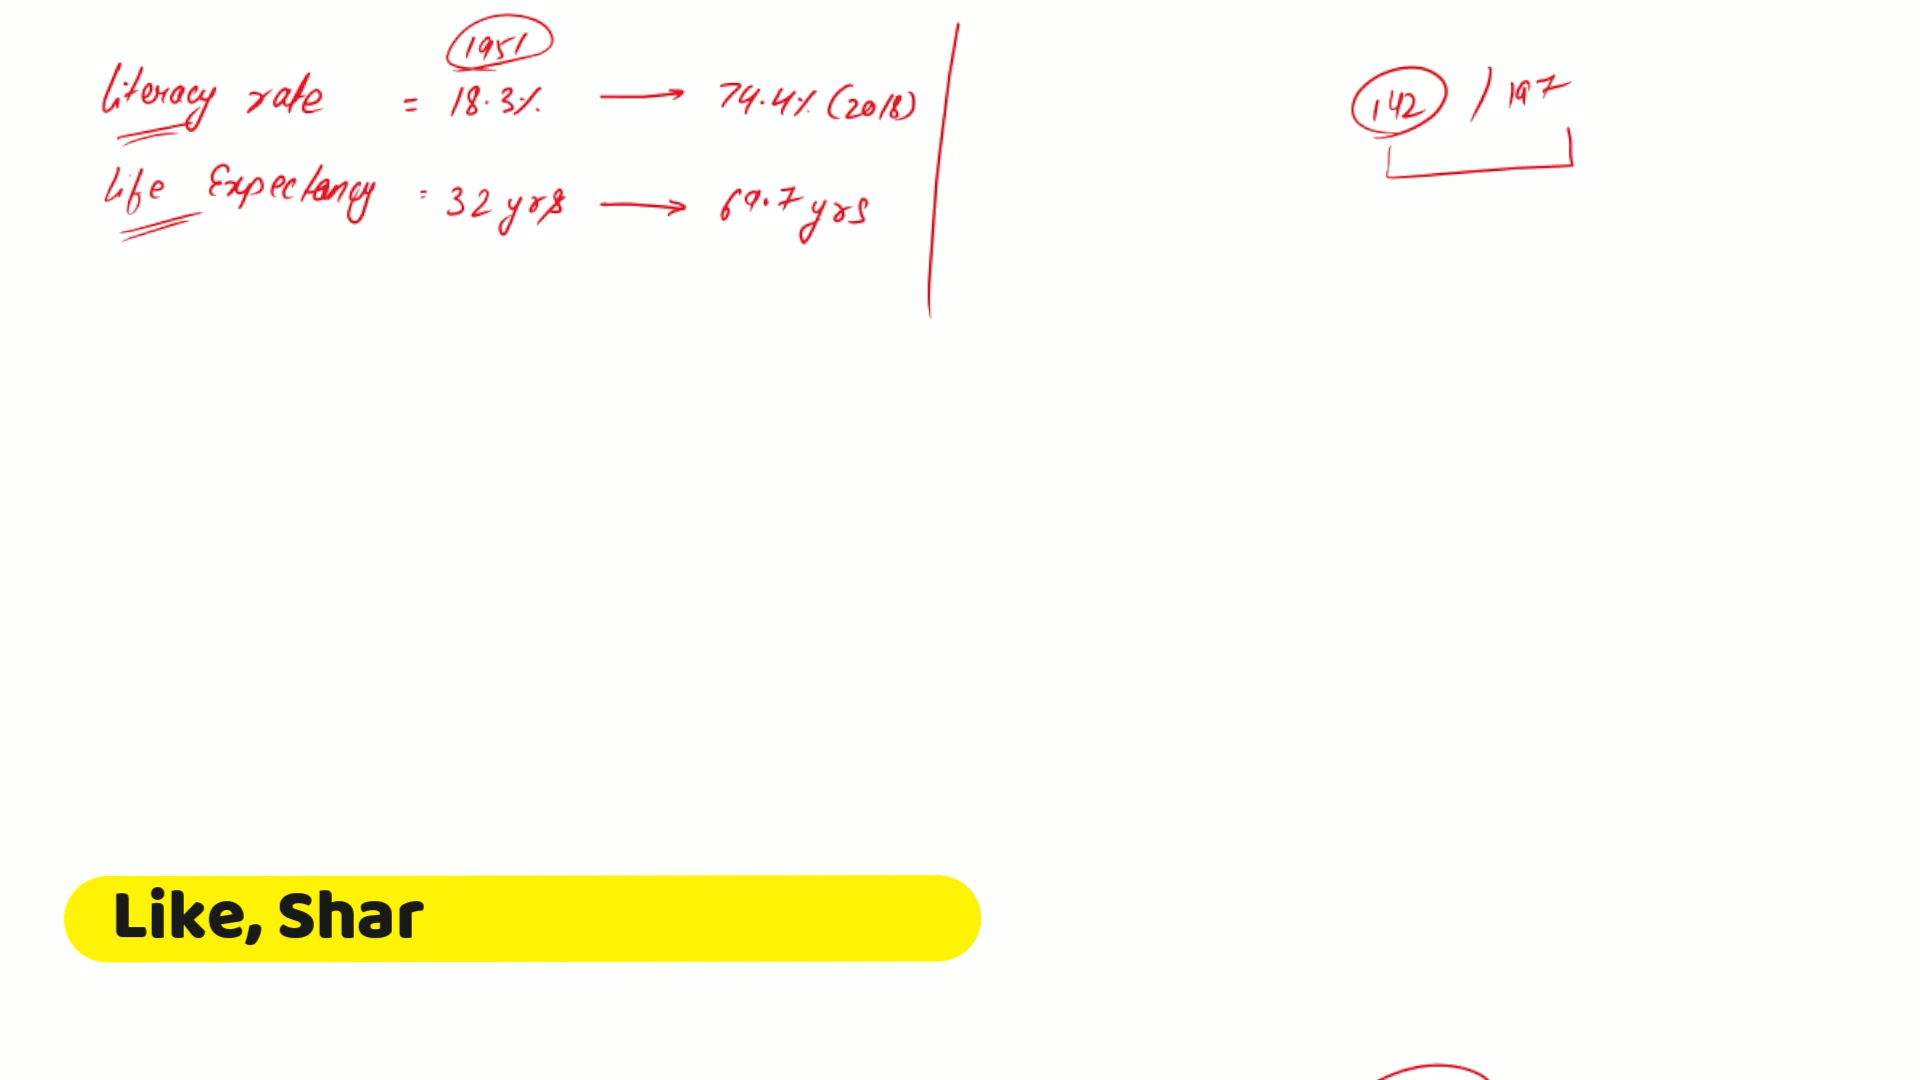 1951
Literacy rate = 18.3% → 74.4% (2018)
Life Expectancy = 32 yrs → 69.7 yrs
142 / 197
Like, Shar